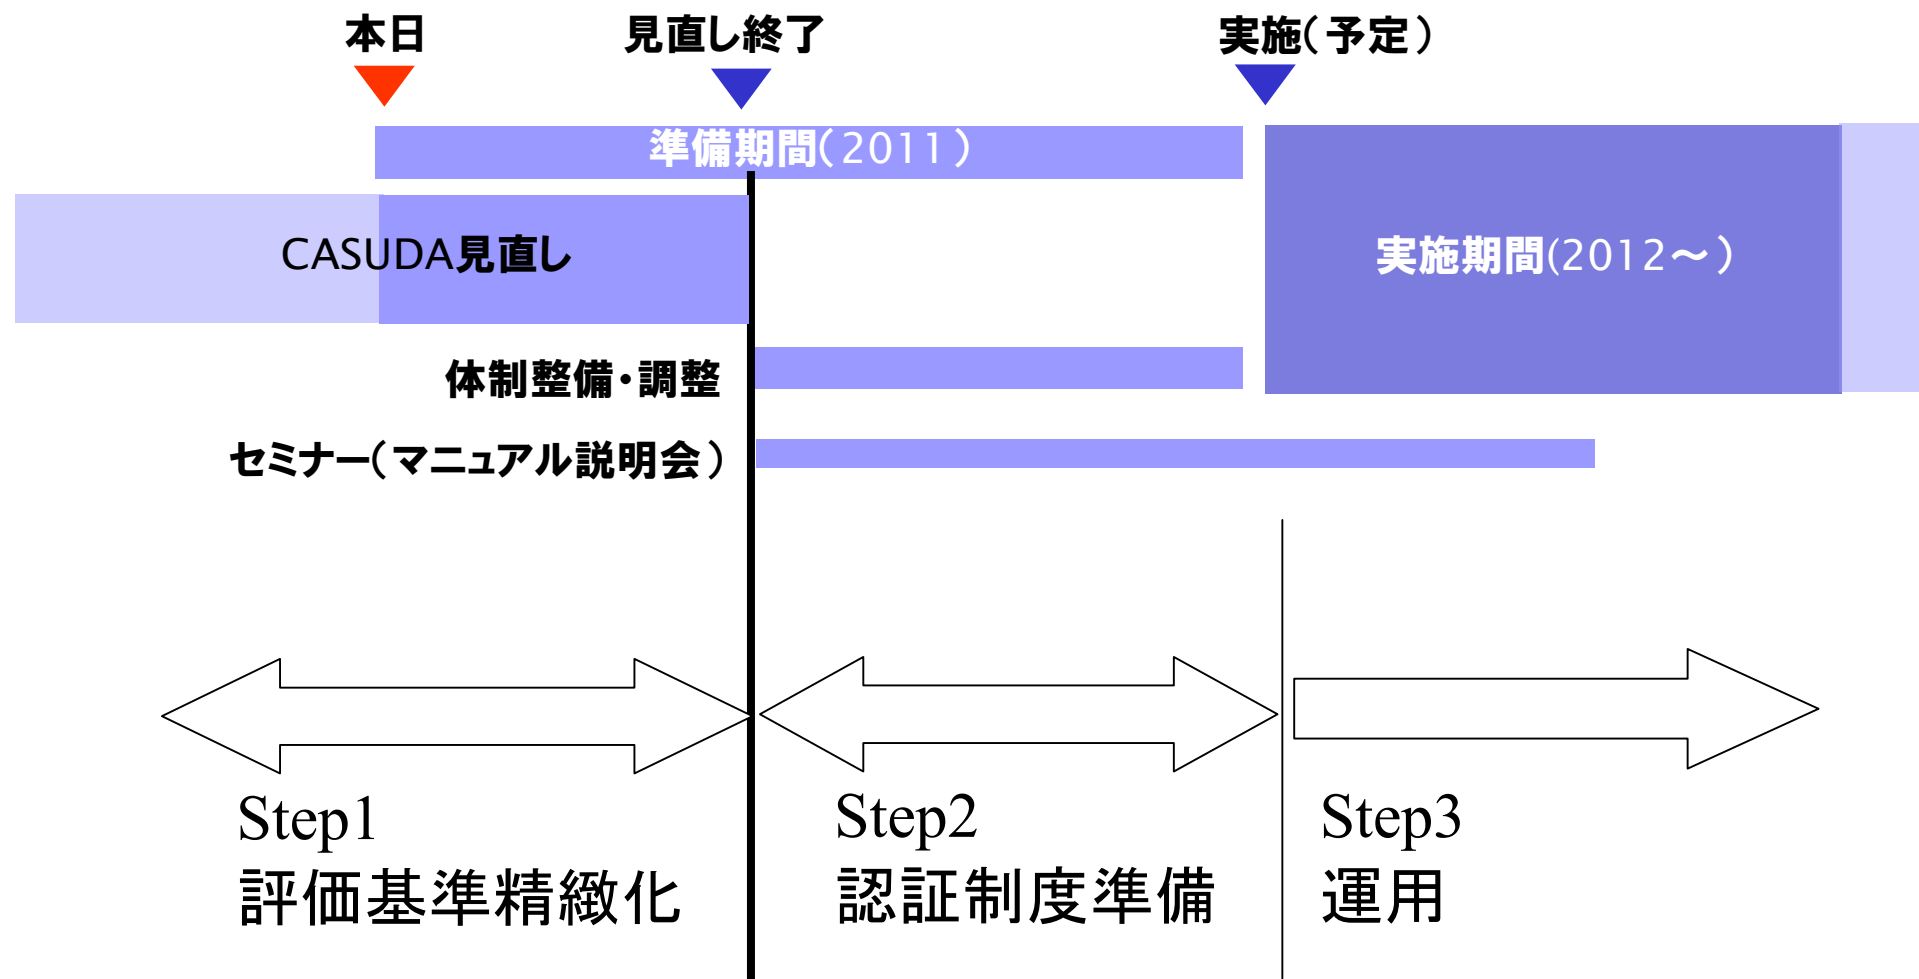 本日
見直し終了
実施(予定)
準備期間(2011)
CASUDA見直し
実施期間(2012～)
体制整備・調整
セミナー(マニュアル説明会)
Step1
評価基準精緻化
Step2
認証制度準備
Step3
運用